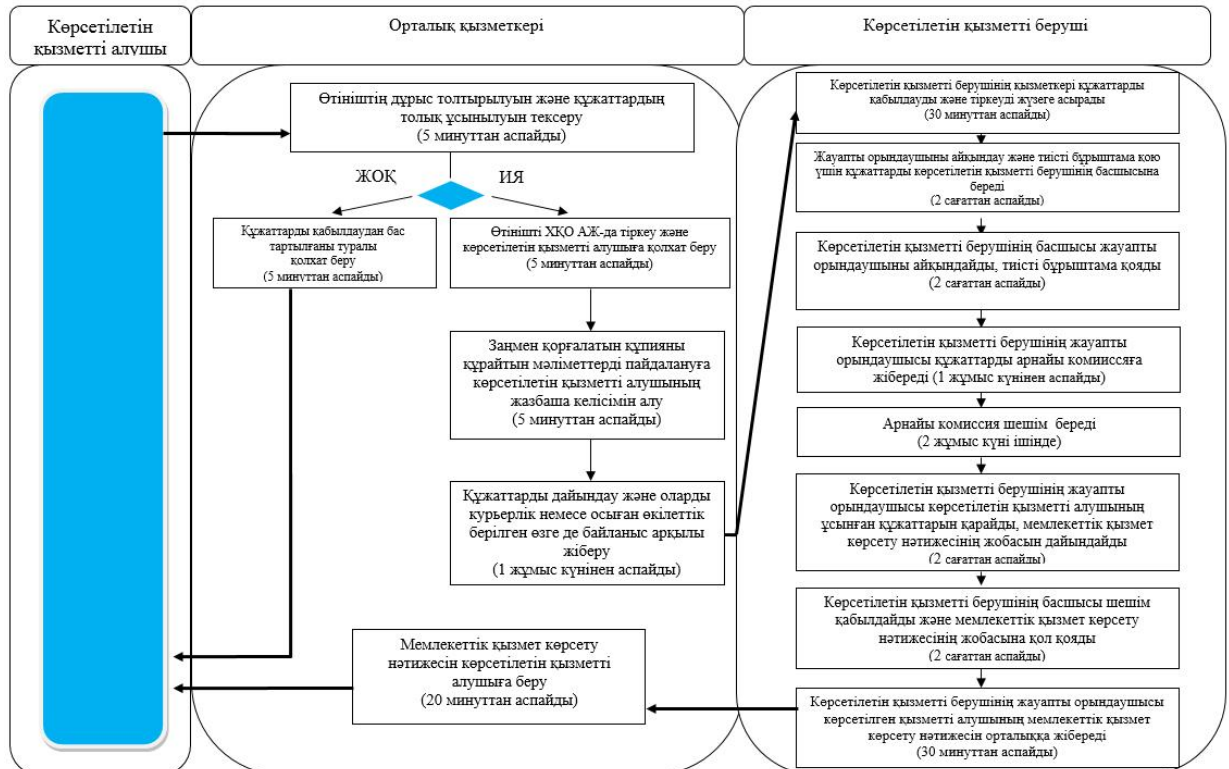 Көрсетілетін
қызметті алушы
Орталық қызметкері
Көрсетілетін қызметті беруші
Өтініштің дұрыс толтырылуын және құжаттардың
толық ұсынылуын тексеру
(5 минуттан аспайды)
ЖОҚ
ИЯ
Құжаттарды қабылдаудан бас
тартылғаны туралы
қолхат беру
(5 минуттан аспайды)
Өтінішті ХҚО АЖ-да тіркеу және
көрсетілетін қызметті алушыға қолхат беру
(5 минуттан аспайды)
Заңмен қорғалатын құпияны
құрайтын мәліметтерді пайдалануға
көрсетілетін қызметті алушының
жазбаша келісімін алу
(5 минуттан аспайды)
Құжаттарды дайындау және оларды
курьерлік немесе осыған өкілеттік
берілген өзге де байланыс арқылы
жіберу
(1 жұмыс күнінен аспайды)
Мемлекеттік қызмет көрсету
нәтижесін көрсетілетін қызметті
алушыға беру
(20 минуттан аспайды)
Көрсетілетін қызметті берушінің қызметкері құжаттарды
қабылдауды және тіркеуді жүзеге асырады
(30 минуттан аспайды)
Жауапты орындаушыны айқындау және тиісті бұрыштама қою
үшін құжаттарды көрсетілетін қызметті берушінің басшысына
береді
(2 сағаттан аспайды)
Көрсетілетін қызметті берушінің басшысы жауапты
орындаушыны айқындайды, тиісті бұрыштама қояды
(2 сағаттан аспайды)
Көрсетілетін қызметті берушінің жауапты
орындаушысы құжаттарды арнайы комиссяға
жібереді (1 жұмыс күнінен аспайды)
Арнайы комиссия шешім береді
(2 жұмыс күні ішінде)
Көрсетілетін қызметті берушінің жауапты
орындаушысы көрсетілетін қызметті алушының
ұсынған құжаттарын қарайды, мемлекеттік қызмет
көрсету нәтижесінің жобасын дайындайды
(2 сағаттан аспайды)
Көрсетілетін қызметті берушінің басшысы шешім
қабылдайды және мемлекеттік қызмет көрсету
нәтижесінің жобасына қол қояды
(2 сағаттан аспайды)
Көрсетілетін қызметті берушінің жауапты орындаушысы
көрсетілген қызметті алушының мемлекеттік қызмет
көрсету нәтижесін орталыққа жібереді
(30 минуттан аспайды)